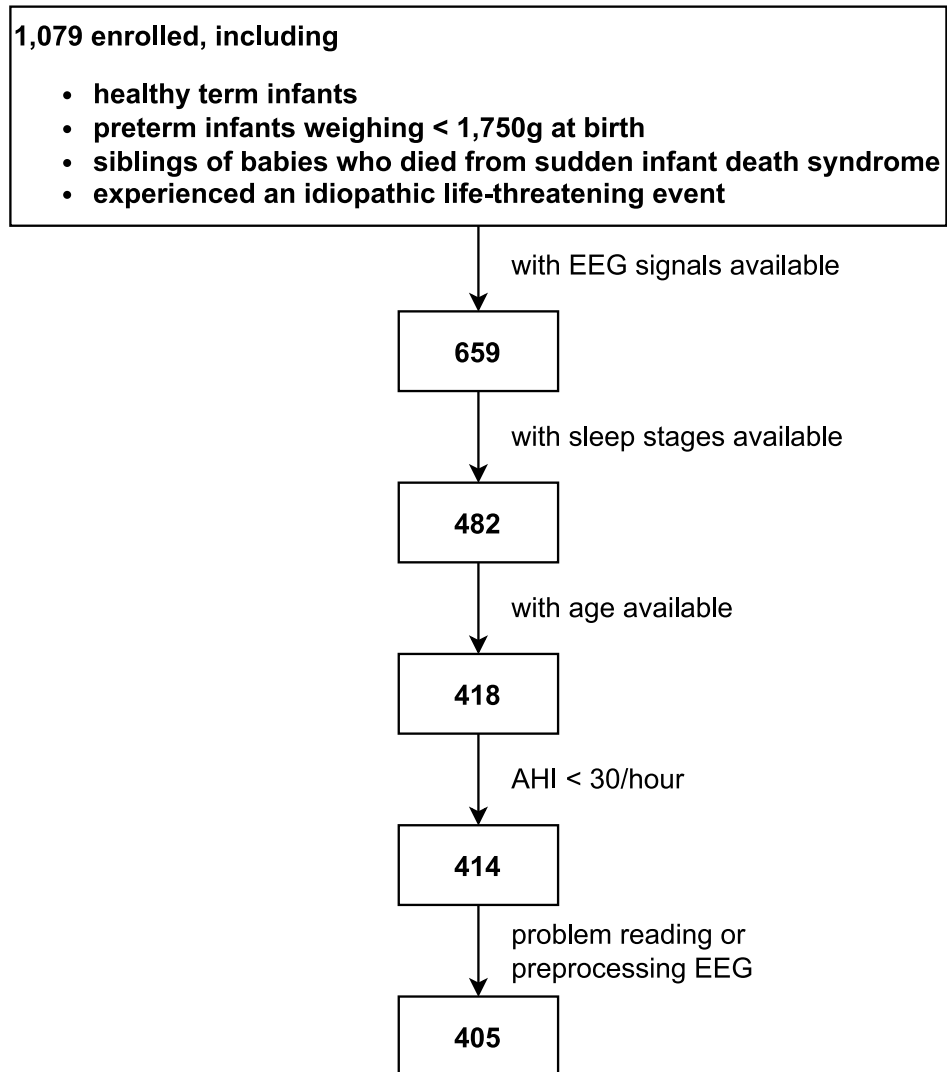 1,079 enrolled, including
• healthy term infants
• preterm infants weighing < 1,750g at birth
• siblings of babies who died from sudden infant death syndrome
• experienced an idiopathic life-threatening event
with EEG signals available
659
with sleep stages available
482
with age available
418
AHI < 30/hour
414
problem reading or
preprocessing EEG
405